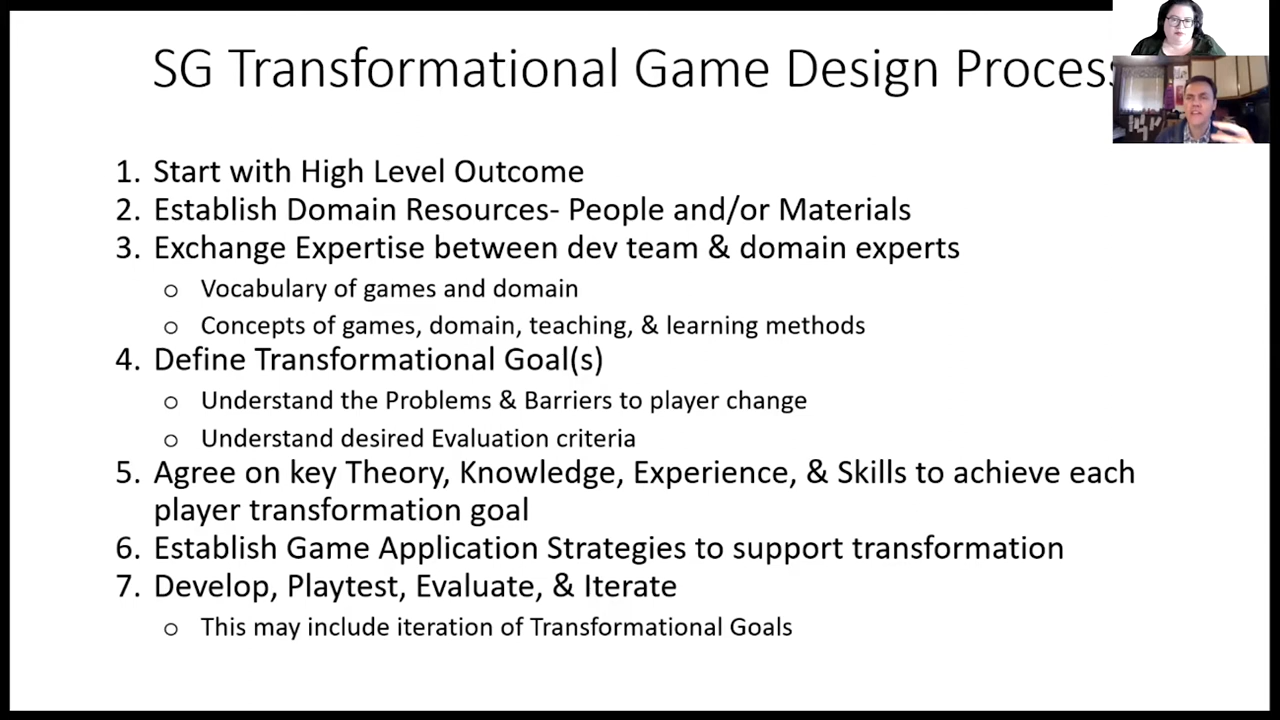 SG Transformational Game Design Process
1. Start with High Level Outcome
2. Establish Domain Resources- People and/or Materials
3. Exchange Expertise between dev team & domain experts
o Vocabulary of games and domain
o Concepts of games, domain, teaching, & learning methods
4. Define Transformational Goal(s)
o Understand the Problems & Barriers to player change
o Understand desired Evaluation criteria
5. Agree on key Theory, Knowledge, Experience, & Skills to achieve each
player transformation goal
6. Establish Game Application Strategies to support transformation
7. Develop, Playtest, Evaluate, & Iterate
o This may include iteration of Transformational Goals